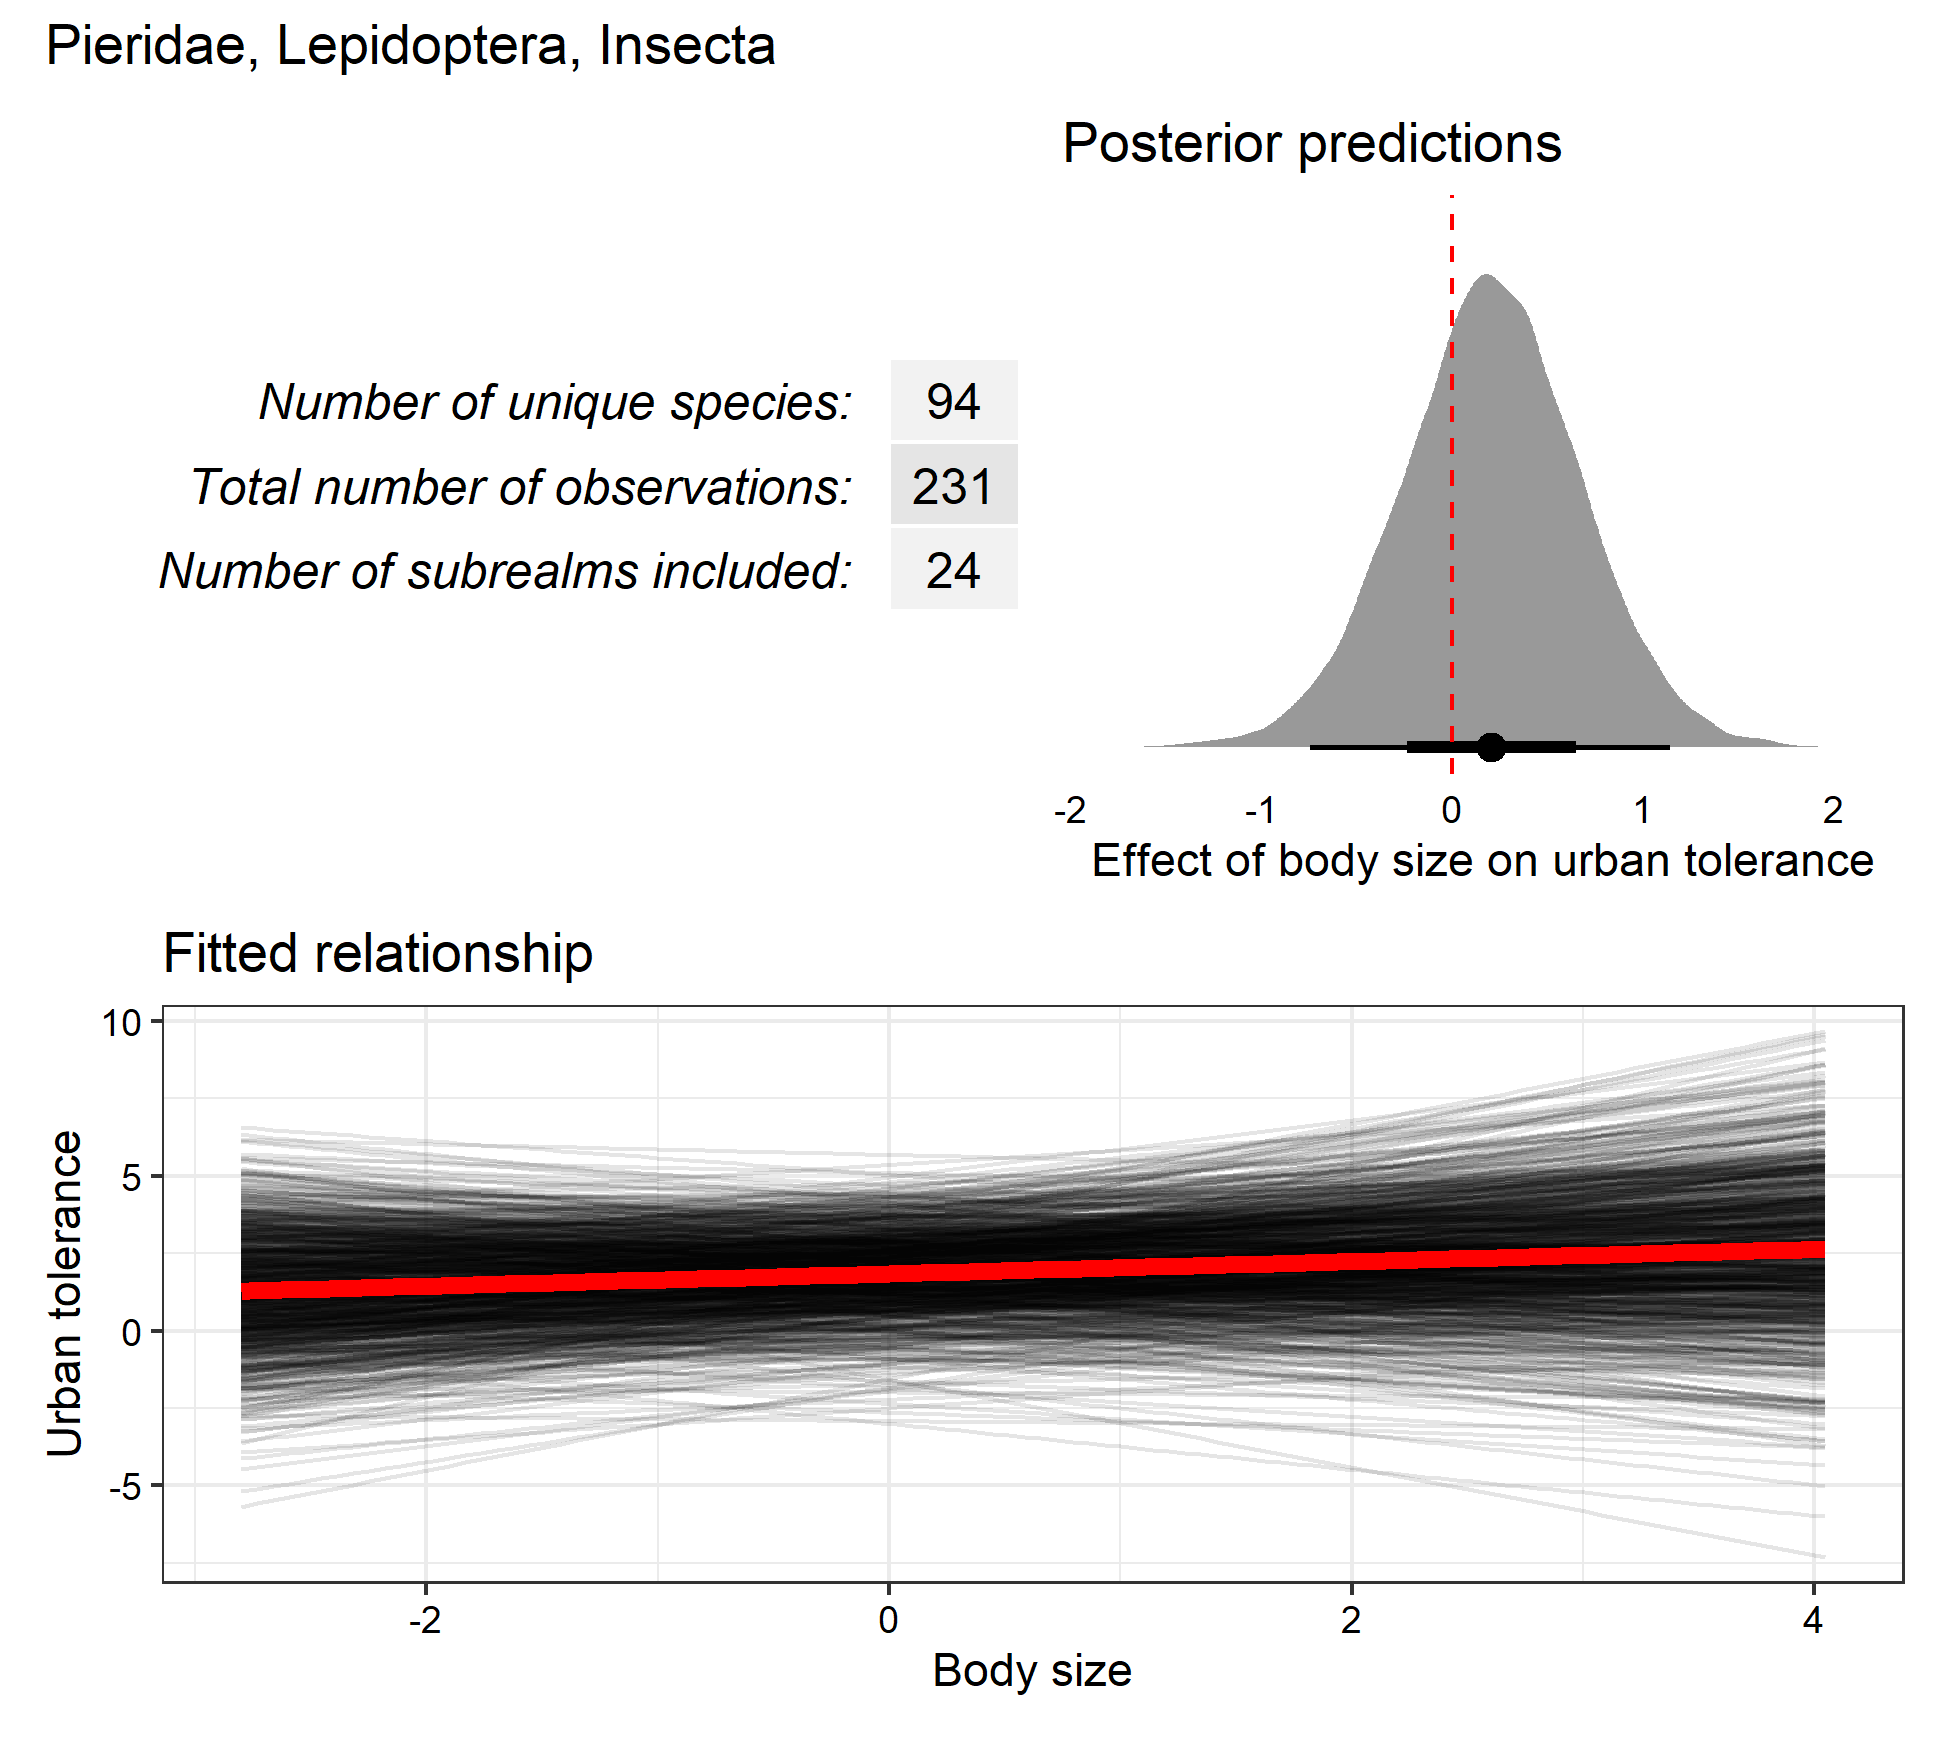 Pieridae, Lepidoptera, Insecta
Posterior predictions
Number of unique species: 94
Total number of observations: 231
Number of subrealms included: 24
-2 -1 0 1 2
Effect of body size on urban tolerance
Fitted relationship
10
5
0
-5
Urban tolerance
-2 0 2 4
Body size